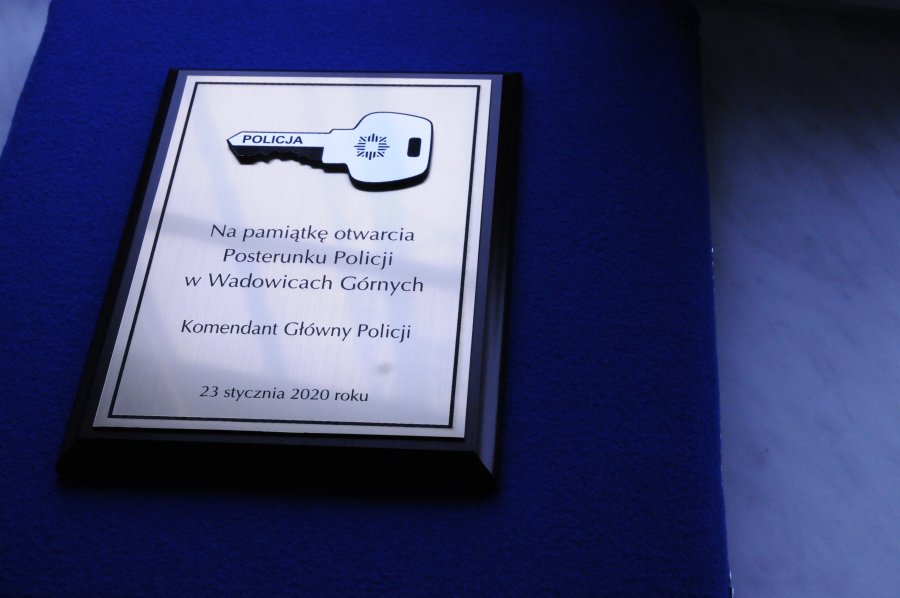 POLICJA
Na pamiątkę otwarcia
Posterunku Policji
w Wadowicach Górnych
Komendant Główny Policji
23 stycznia 2020 roku